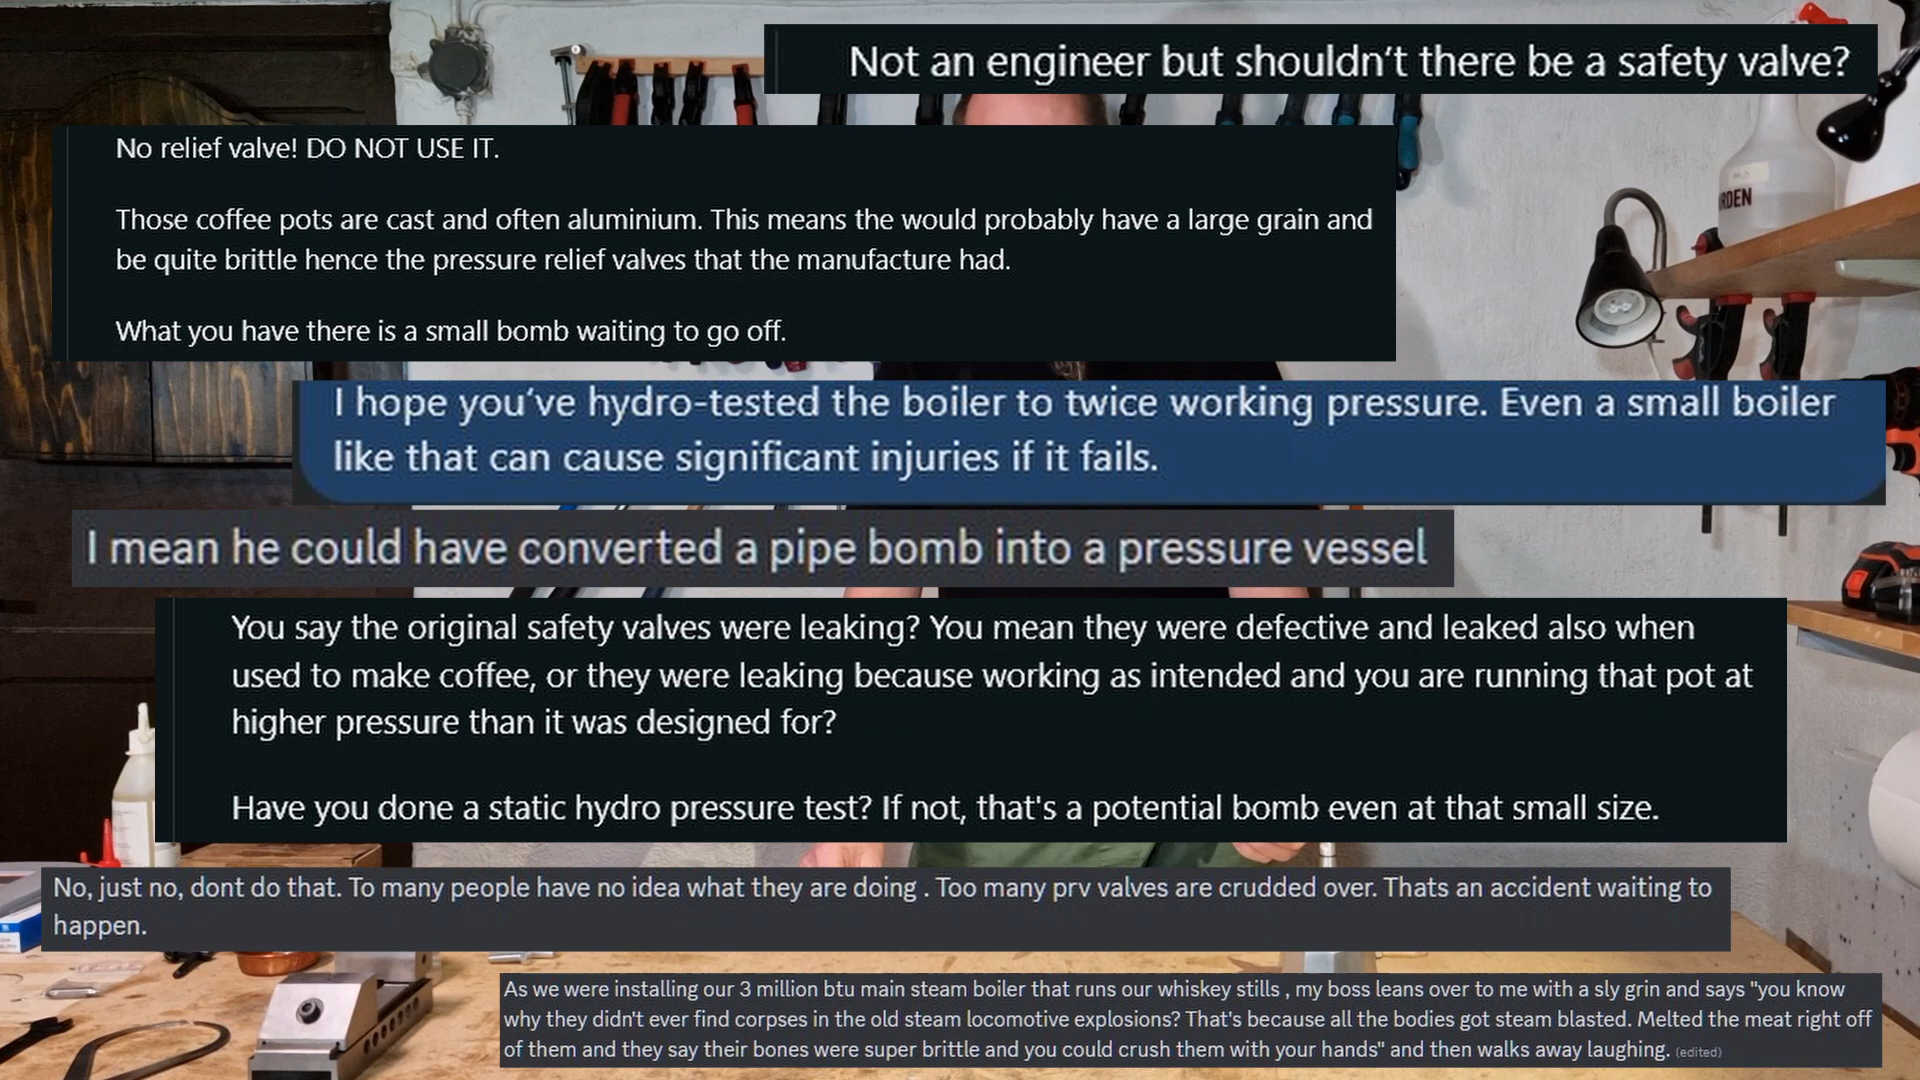 Not an engineer but shouldn't there be a safety valve?
No relief valve! DO NOT USE IT.
Those coffee pots are cast and often aluminium. This means the would probably have a large grain and
be quite brittle hence the pressure relief valves that the manufacture had.
What you have there is a small bomb waiting to go off.
RDEN
I hope you've hydro-tested the boiler to twice working pressure. Even a small boiler
like that can cause significant injuries if it fails.
I mean he could have converted a pipe bomb into a pressure vessel
You say the original safety valves were leaking? You mean they were defective and leaked also when
used to make coffee, or they were leaking because working as intended and you are running that pot at
higher pressure than it was designed for?
Have you done a static hydro pressure test? If not, that's a potential bomb even at that small size.
No, just no, dont do that. To many people have no idea what they are doing . Too many prv valves are crudded over. Thats an accident waiting to
happen.
As we were installing our 3 million btu main steam boiler that runs our whiskey stills , my boss leans over to me with a sly grin and says "you know
why they didn't ever find corpses in the old steam locomotive explosions? That's because all the bodies got steam blasted. Melted the meat right off
of them and they say their bones were super brittle and you could crush them with your hands" and then walks away laughing. (edited)